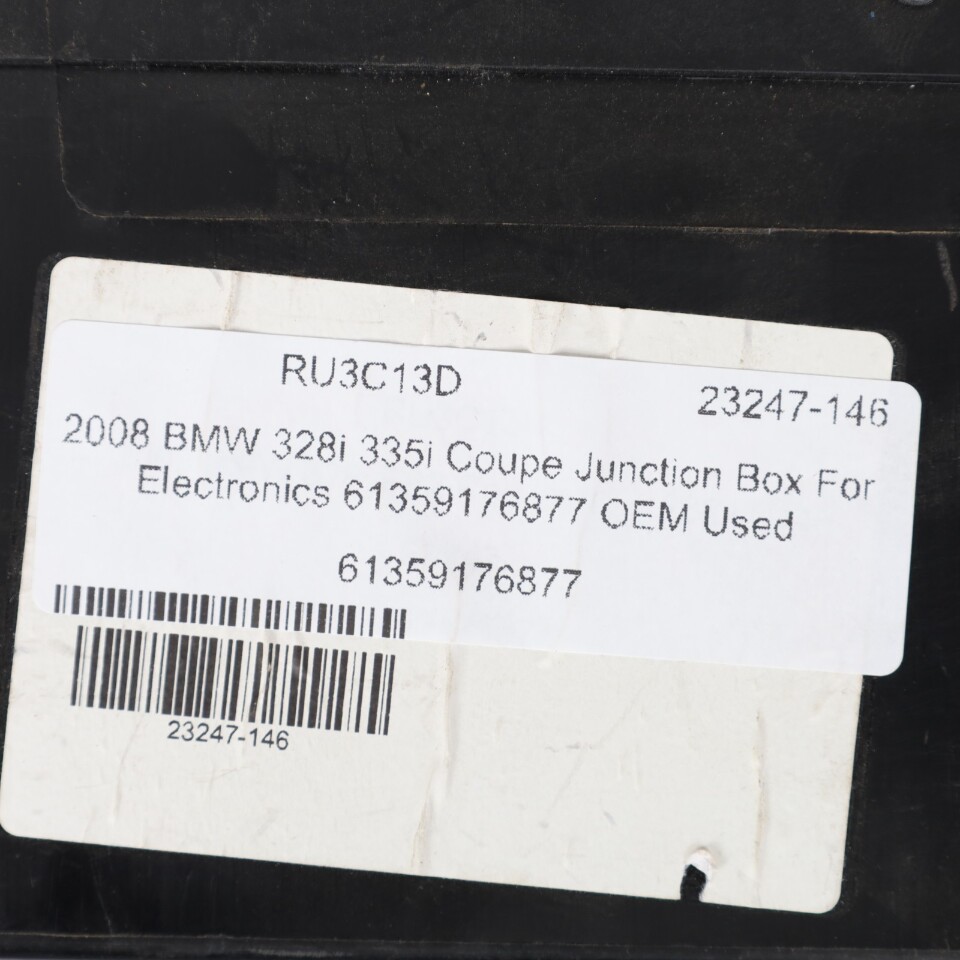 RU3C13D
23247-146
2008 BMW 328i 335i Coupe Junction Box For
Electronics 61359176877 OEM Used
61359176877
23247-146